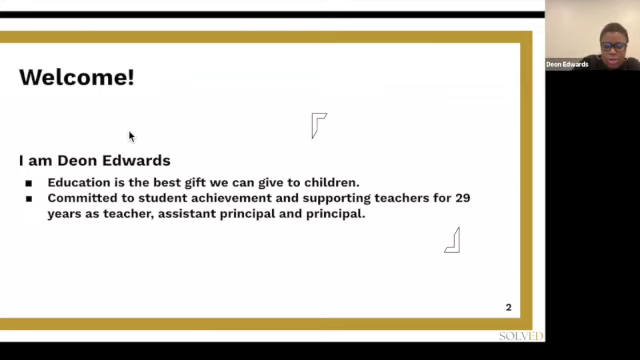 Welcome!
Deon Edwards
I am Deon Edwards
■ Education is the best gift we can give to children.
■ Committed to student achievement and supporting teachers for 29
years as teacher, assistant principal and principal.
2
SOLVED